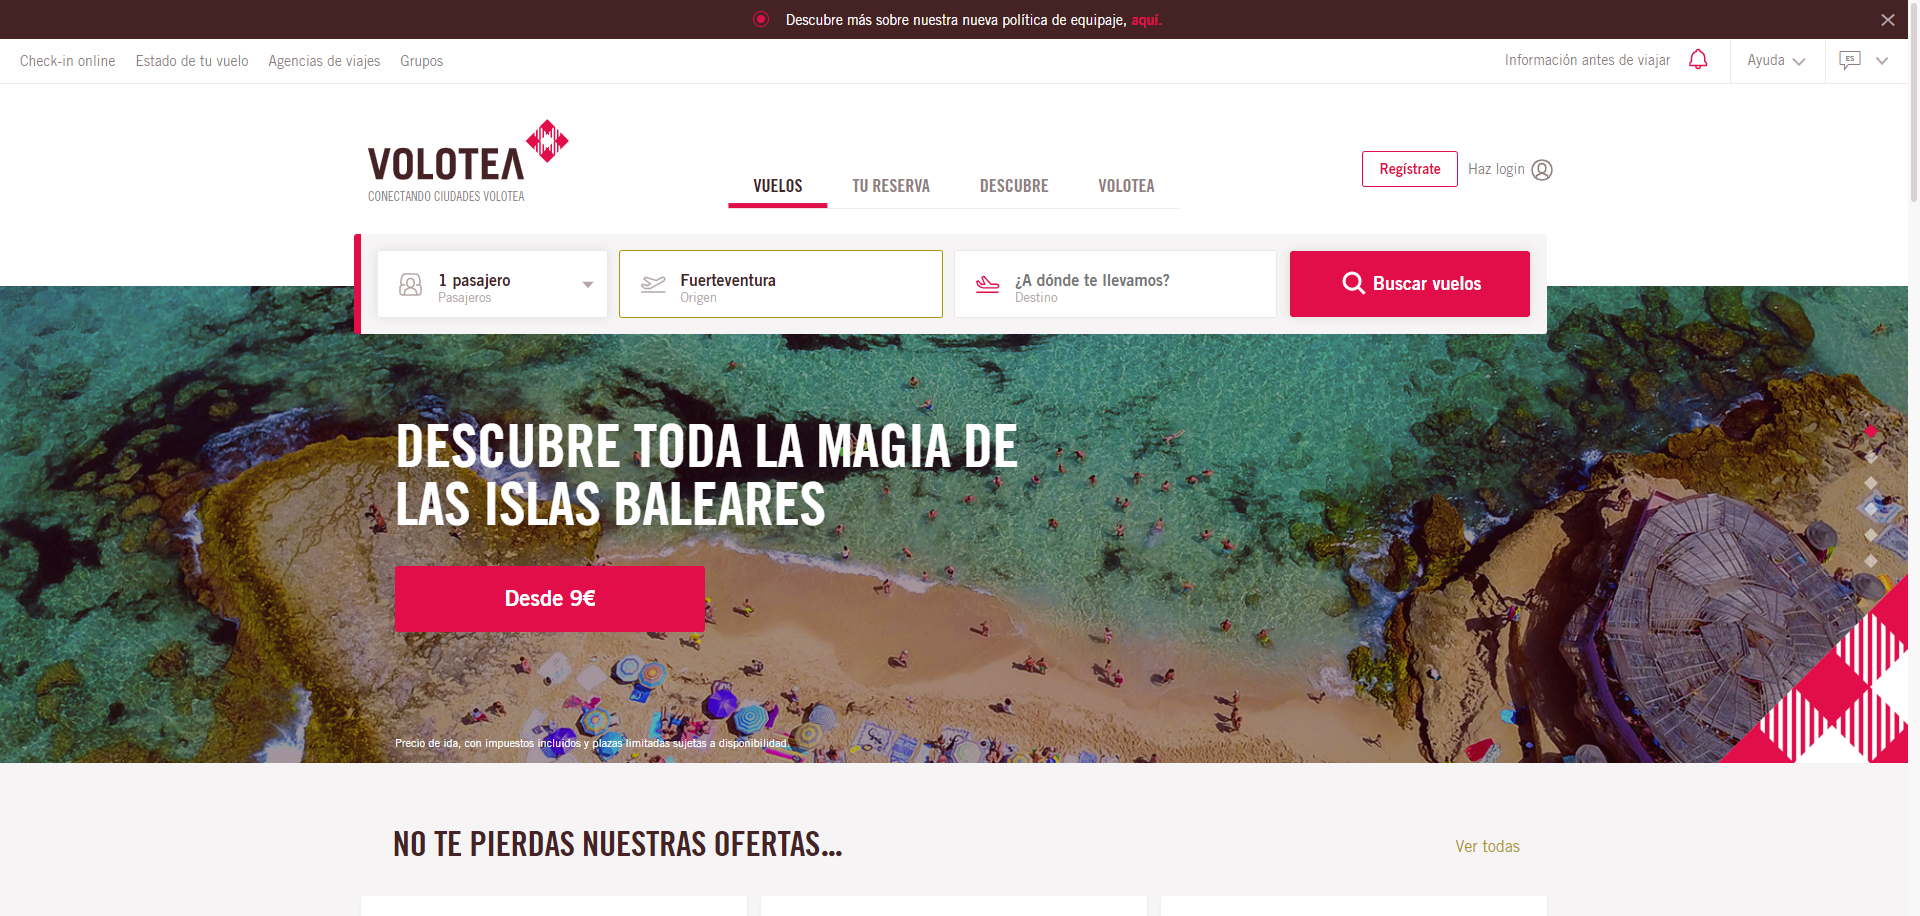 Descubre más sobre nuestra nueva política de equipaje, aquí.
Check-in online
Estado de tu vuelo
Agencias de viajes
Grupos
Información antes de viajar
Ayuda
ES
VOLOTEA
CONECTANDO CIUDADES VOLOTEA
VUELOS
TU RESERVA
DESCUBRE
VOLOTEA
Regístrate
Haz login
1 pasajero
Pasajeros
Fuerteventura
Origen
¿A dónde te llevamos?
Destino
Buscar vuelos
DESCUBRE TODA LA MAGIA DE
LAS ISLAS BALEARES
Desde 9€
Precio de ida, con impuestos incluidos y plazas limitadas sujetas a disponibilidad.
NO TE PIERDAS NUESTRAS OFERTAS...
Ver todas